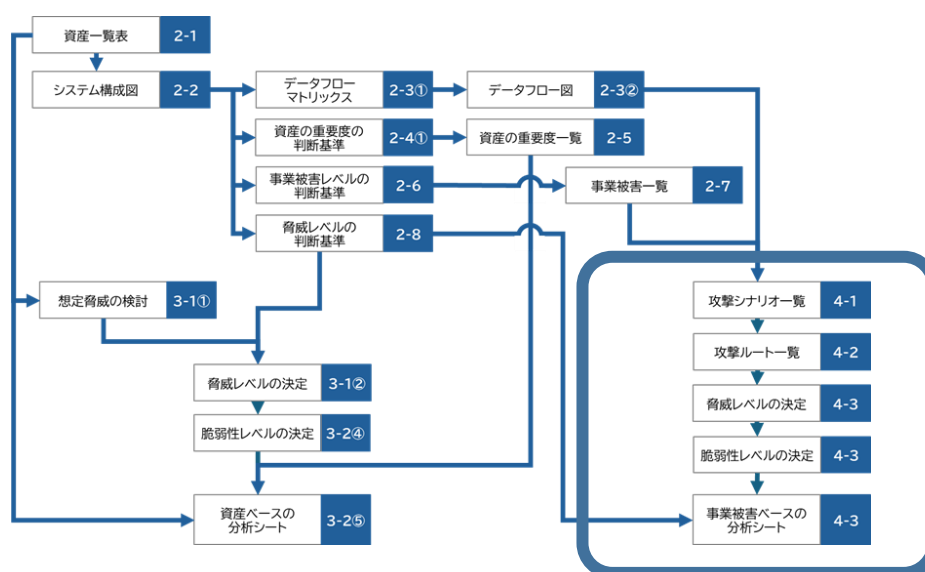 資産一覧表 2-1
システム構成図 2-2
データフロー
マトリックス 2-3①
データフロー図 2-3②
資産の重要度の
判断基準 2-4①
資産の重要度一覧 2-5
事業被害レベルの
判断基準 2-6
事業被害一覧 2-7
脅威レベルの
判断基準 2-8
想定脅威の検討 3-1①
攻撃シナリオ一覧 4-1
攻撃ルート一覧 4-2
脅威レベルの決定 3-1②
脅威レベルの決定 4-3
脆弱性レベルの決定 3-2④
脆弱性レベルの決定 4-3
資産ベースの
分析シート 3-2⑤
事業被害ベースの
分析シート 4-3